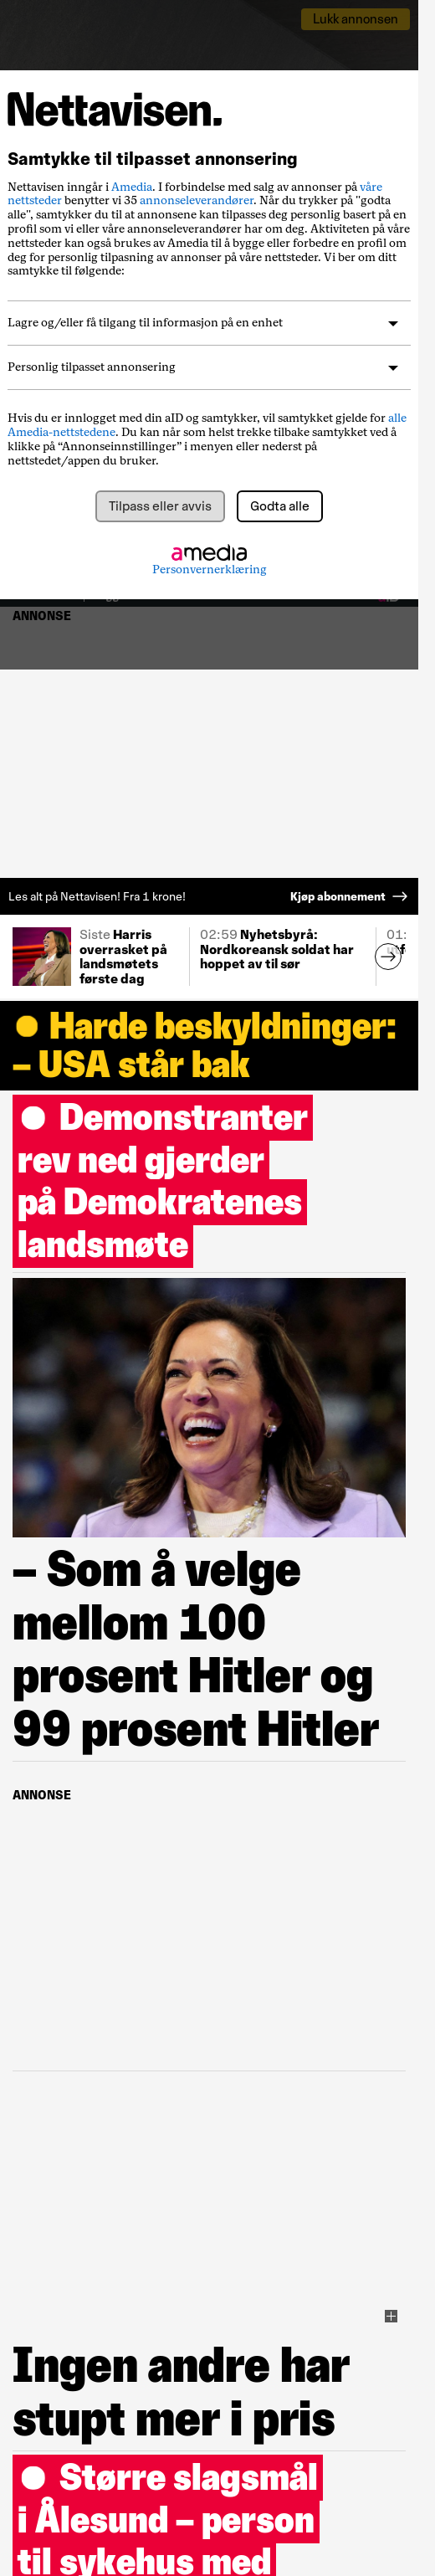 Lukk annonsen
Nettavisen.
Samtykke til tilpasset annonsering
Nettavisen inngår i Amedia. I forbindelse med salg av annonser på våre
nettsteder benytter vi 35 annonseleverandører. Når du trykker på "godta
alle", samtykker du til at annonsene kan tilpasses deg personlig basert på en
profil som vi eller våre annonseleverandører har om deg. Aktiviteten på våre
nettsteder kan også brukes av Amedia til å bygge eller forbedre en profil om
deg for personlig tilpasning av annonser på våre nettsteder. Vi ber om ditt
samtykke til følgende:
Lagre og/eller få tilgang til informasjon på en enhet
Personlig tilpasset annonsering
Hvis du er innlogget med din aID og samtykker, vil samtykket gjelde for alle
Amedia-nettstedene. Du kan når som helst trekke tilbake samtykket ved å
klikke på “Annonseinnstillinger” i menyen eller nederst på
nettstedet/appen du bruker.
Tilpass eller avvis
Godta alle
amedia
Personvernerklæring
ANNONSE
Les alt på Nettavisen! Fra 1 krone!
Kjøp abonnement
Siste Harris
overrasket på
landsmøtets
første dag
02:59 Nyhetsbyrå:
Nordkoreansk soldat har
hoppet av til sør
Harde beskyldninger:
– USA står bak
Demonstranter
rev ned gjerder
på Demokratenes
landsmøte
– Som å velge
mellom 100
prosent Hitler og
99 prosent Hitler
ANNONSE
Ingen andre har
stupt mer i pris
Større slagsmål
i Ålesund – person
til sykehus med